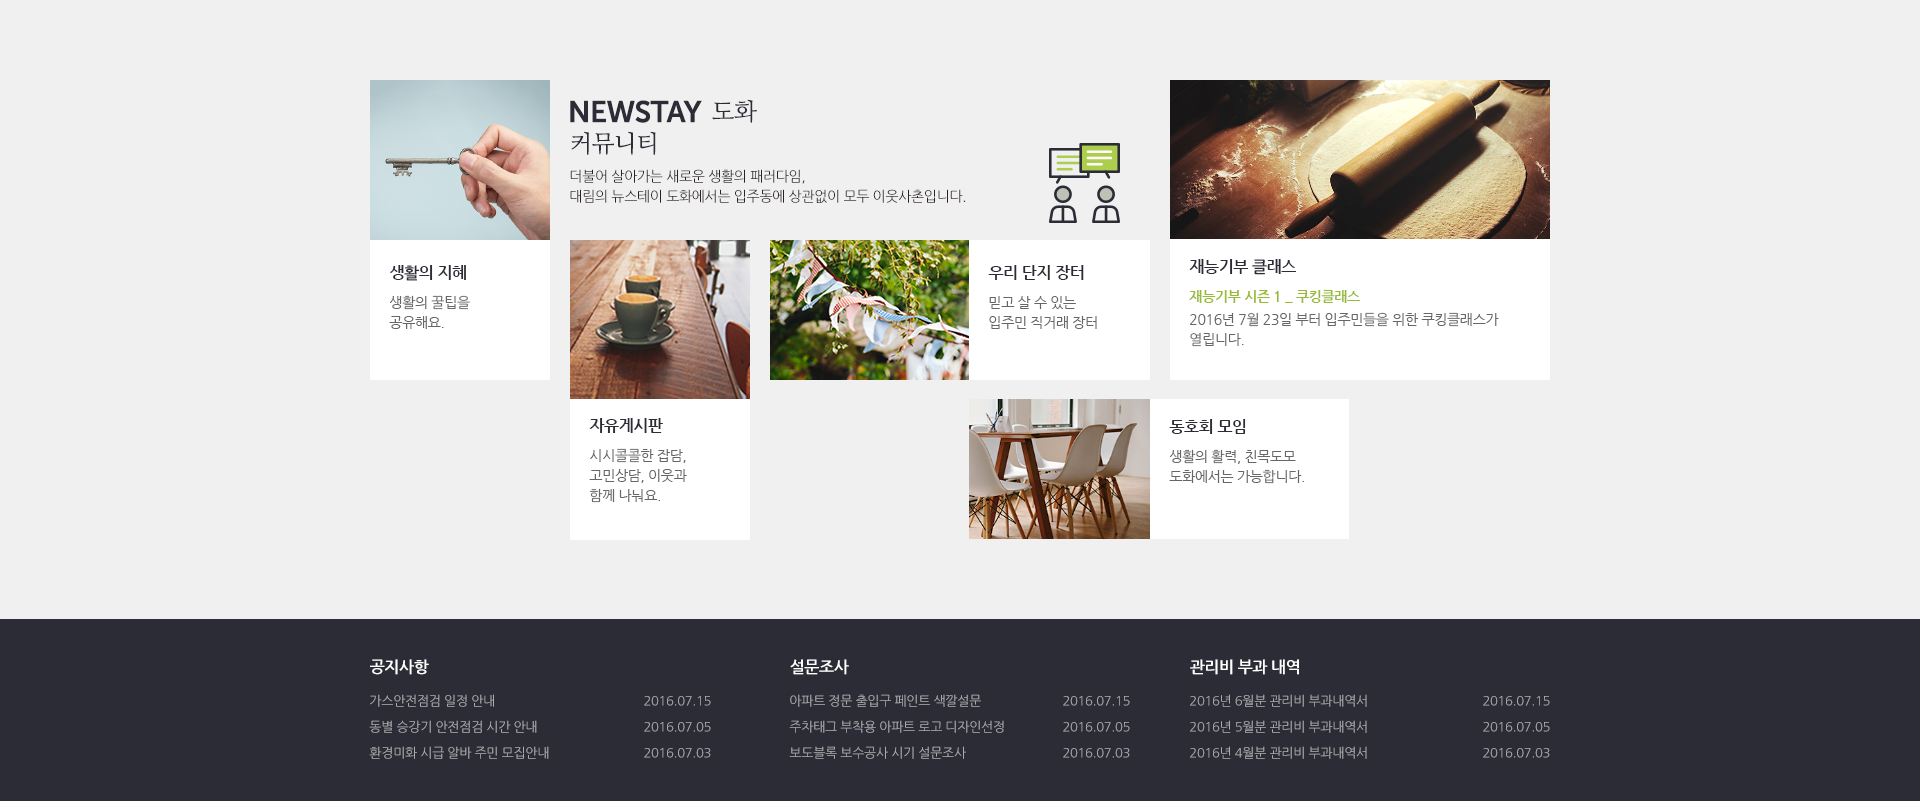 NEWSTAY 도화
커뮤니티
더불어 살아가는 새로운 생활의 패러다임,
대림의 뉴스테이 도화에서는 입주동에 상관없이 모두 이웃사촌입니다.
생활의 지혜
생활의 꿀팁을
공유해요.
우리 단지 장터
믿고 살 수 있는
입주민 직거래 장터
재능기부 클래스
재능기부 시즌 1 _ 쿠킹클래스
2016년 7월 23일 부터 입주민들을 위한 쿠킹클래스가
열립니다.
자유게시판
시시콜콜한 잡담,
고민상담, 이웃과
함께 나눠요.
동호회 모임
생활의 활력, 친목도모
도화에서는 가능합니다.
공지사항
가스안전점검 일정 안내 2016.07.15
동별 승강기 안전점검 시간 안내 2016.07.05
환경미화 시급 알바 주민 모집안내 2016.07.03
설문조사
아파트 정문 출입구 페인트 색깔설문 2016.07.15
주차태그 부착용 아파트 로고 디자인선정 2016.07.05
보도블록 보수공사 시기 설문조사 2016.07.03
관리비 부과 내역
2016년 6월분 관리비 부과내역서 2016.07.15
2016년 5월분 관리비 부과내역서 2016.07.05
2016년 4월분 관리비 부과내역서 2016.07.03